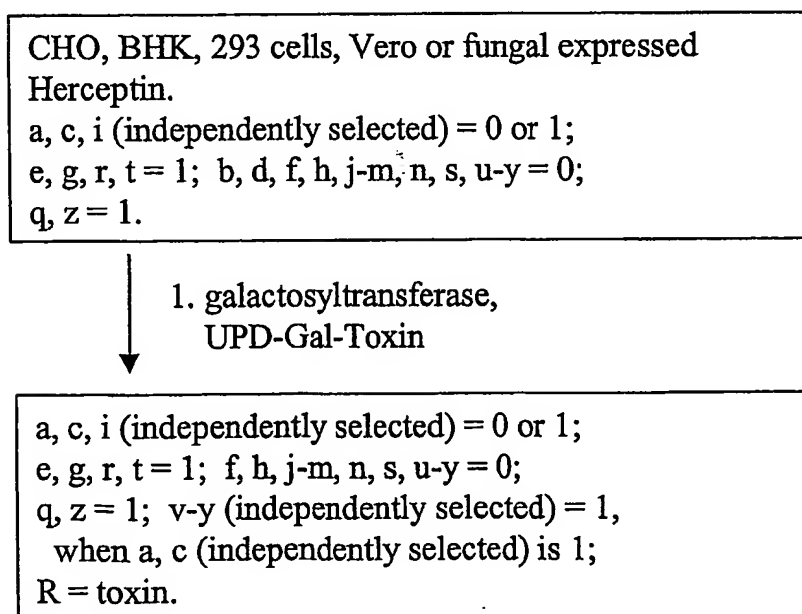 CHO, BHK, 293 cells, Vero or fungal expressed
Herceptin.
a, c, i (independently selected) = 0 or 1;
e, g, r, t = 1; b, d, f, h, j-m, n, s, u-y = 0;
q, z = 1.
1. galactosyltransferase,
UPD-Gal-Toxin
a, c, i (independently selected) = 0 or 1;
e, g, r, t = 1; f, h, j-m, n, s, u-y = 0;
q, z = 1; v-y (independently selected) = 1,
when a, c (independently selected) is 1;
R = toxin.